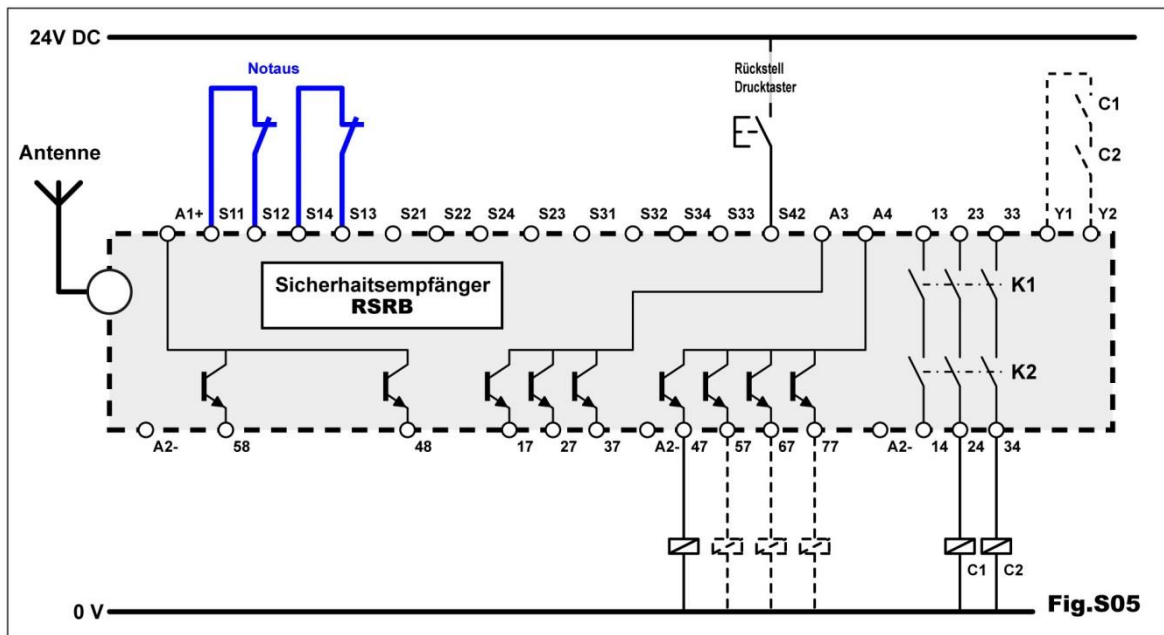 24V DC
Notaus
Rückstell
Drucktaster
C1
C2
Antenne
A1+ S11 S12 S14 S13 S21 S22 S24 S23 S31 S32 S34 S33 S42 A3 A4 13 23 33 Y1 Y2
Sicherhaitsempfänger
RSRB
K1
K2
A2- 58 48 17 27 37 A2- 47 57 67 77 A2- 14 24 34
C1 C2
0 V
Fig.S05